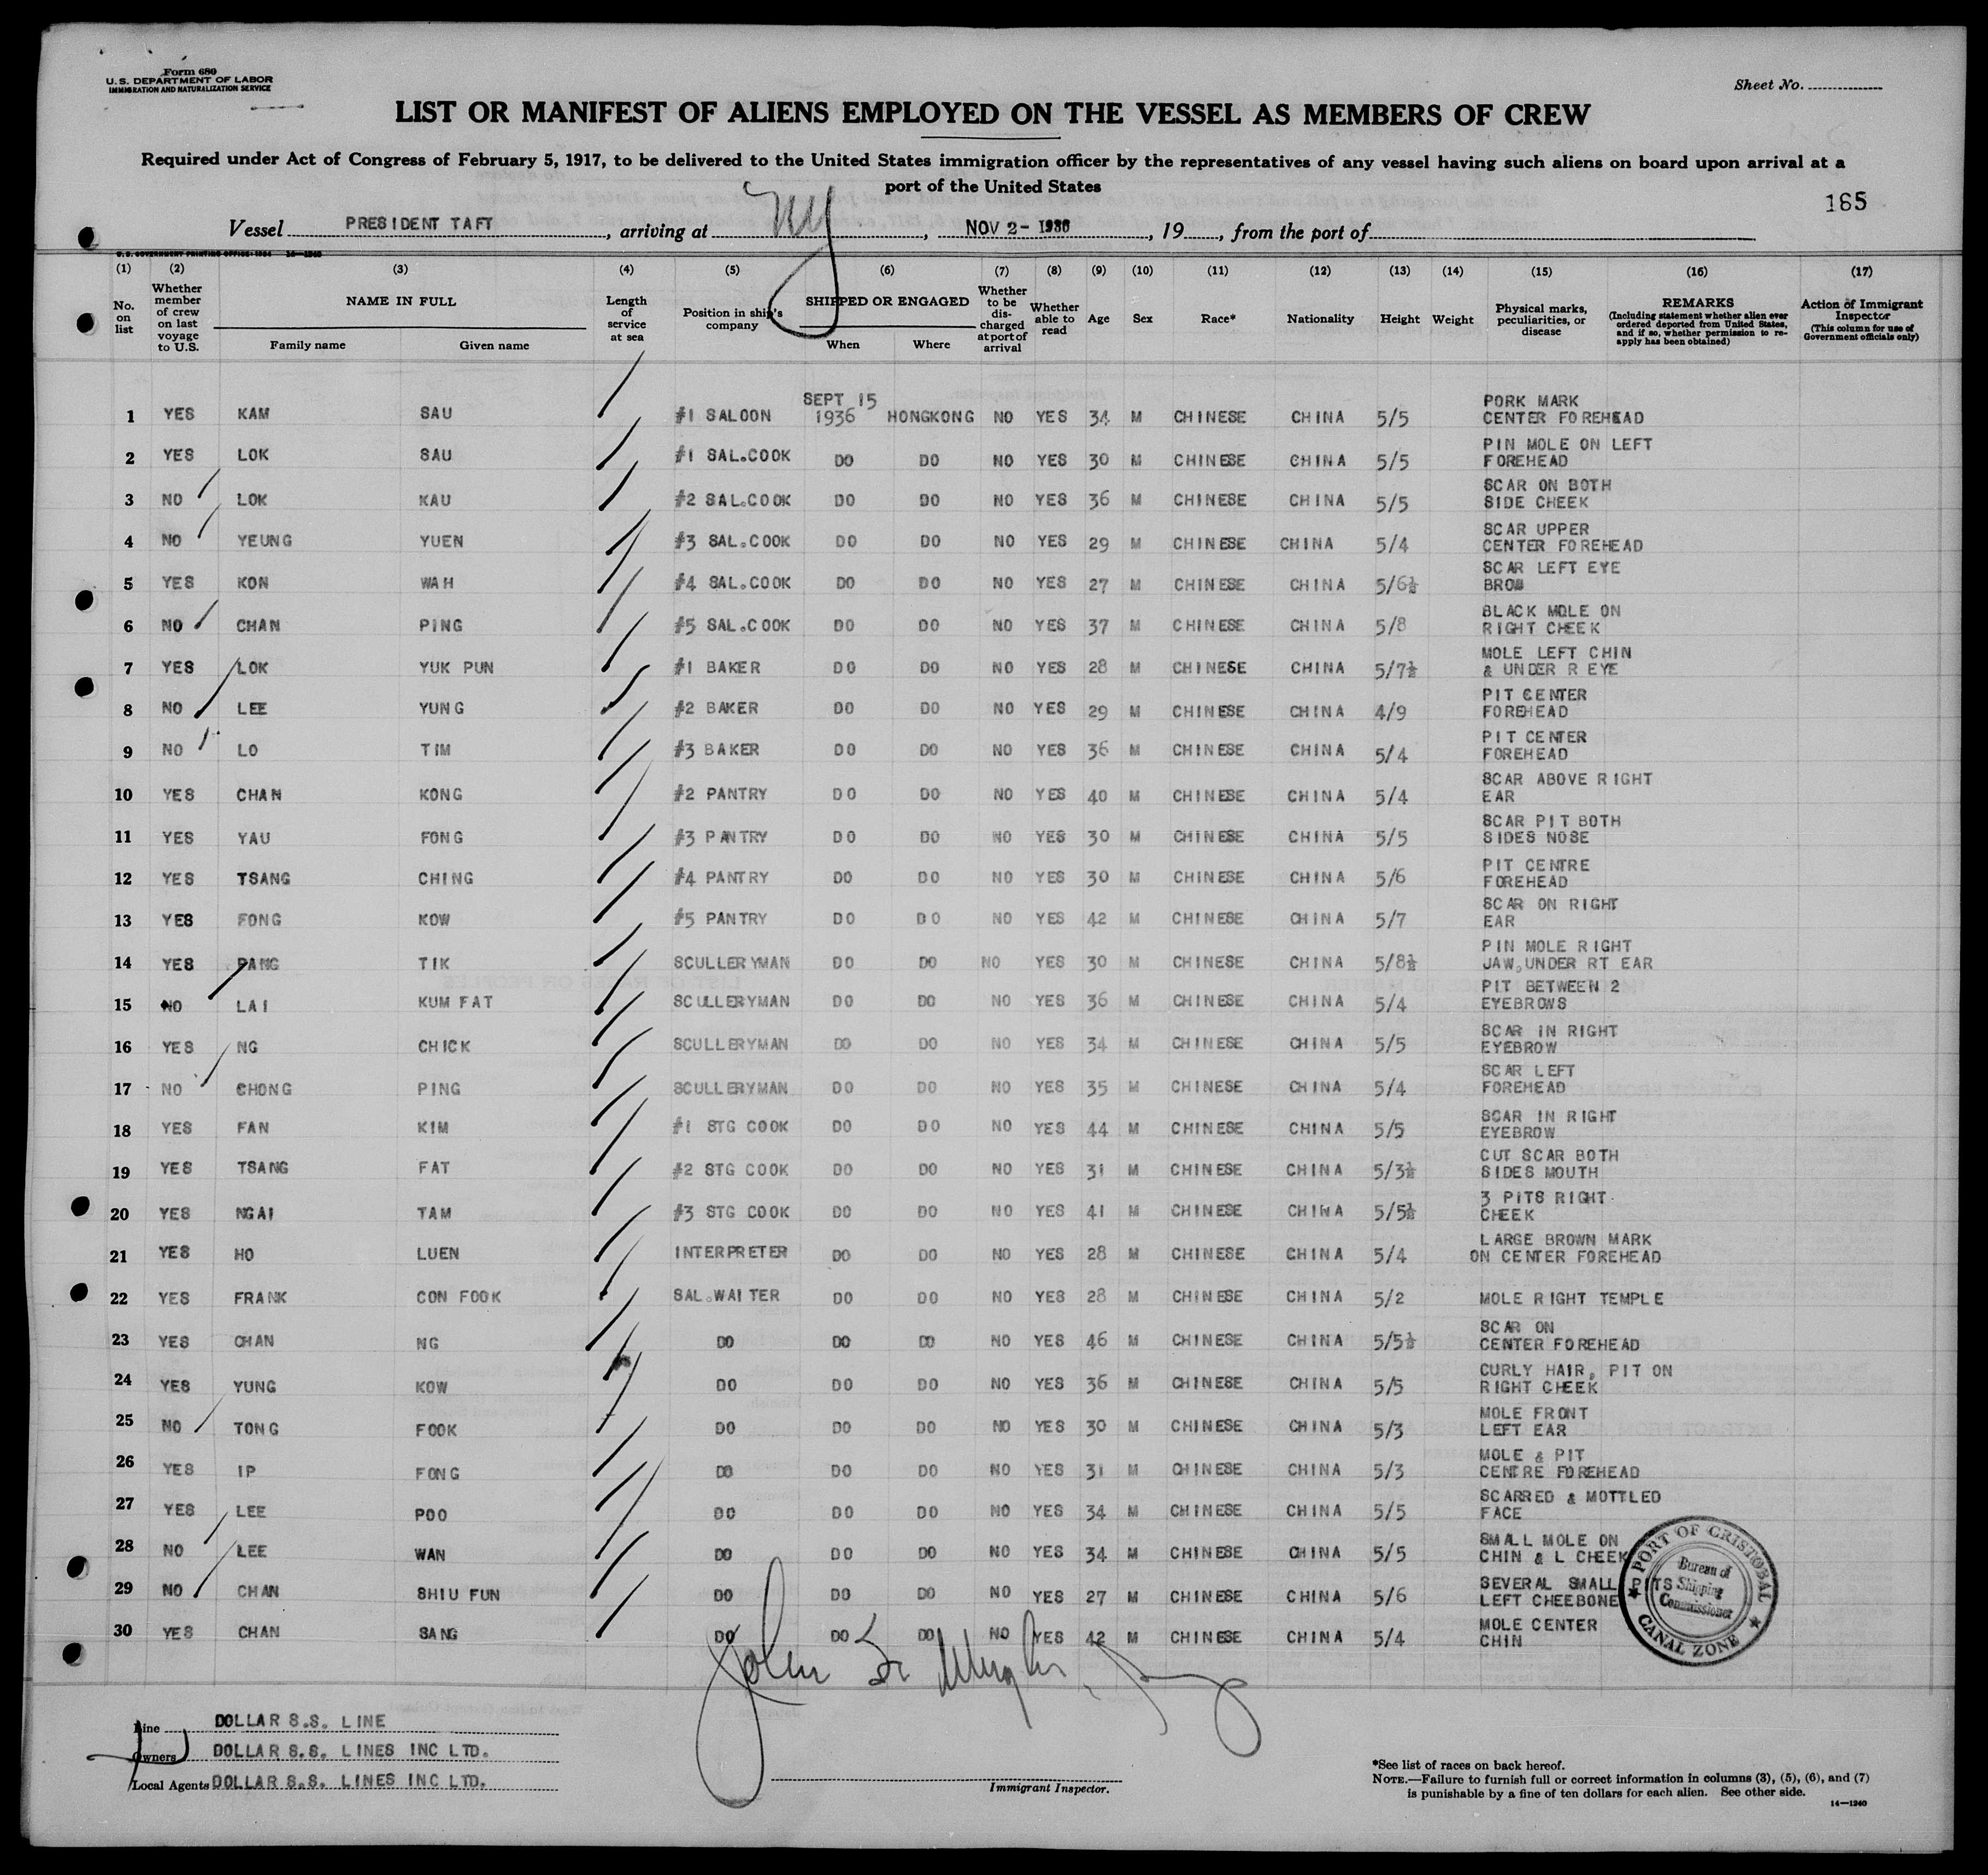 Form 680
U. S. DEPARTMENT OF LABOR
IMMIGRATION AND NATURALIZATION SERVICE
Sheet No.
LIST OR MANIFEST OF ALIENS EMPLOYED ON THE VESSEL AS MEMBERS OF CREW
Required under Act of Congress of February 5, 1917, to be delivered to the United States immigration officer by the representatives of any vessel having such aliens on board upon arrival at a
port of the United States
165
Vessel PRESIDENT TAFT, arriving at NY, NOV 2- 1936, 19, from the port of
(1) (2) (3) (4) (5) (6) (7) (8) (9) (10) (11) (12) (13) (14) (15) (16) (17)
No. on list Whether member of crew on last voyage to U.S. NAME IN FULL Family name Given name Length of service at sea Position in ship's company SHIPPED OR ENGAGED When Where Whether to be discharged at port of arrival Whether able to read Age Sex Race* Nationality Height Weight Physical marks, peculiarities, or disease REMARKS (Including statement whether alien ever ordered deported from United States, and if so, whether permission to re-apply has been obtained) Action of Immigrant Inspector (This column for use of Government officials only)
1 YES KAM SAU #1 SALOON SEPT 15 1936 HONGKONG NO YES 34 M CHINESE CHINA 5/5 PORK MARK CENTER FOREHEAD
2 YES LOK SAU #1 SAL.COOK DO DO NO YES 30 M CHINESE CHINA 5/5 PIN MOLE ON LEFT FOREHEAD
3 NO LOK KAU #2 SAL.COOK DO DO NO YES 36 M CHINESE CHINA 5/5 SCAR ON BOTH SIDE CHEEK
4 NO YEUNG YUEN #3 SAL.COOK DO DO NO YES 29 M CHINESE CHINA 5/4 SCAR UPPER CENTER FOREHEAD
5 YES KON WAH #4 SAL.COOK DO DO NO YES 27 M CHINESE CHINA 5/6½ SCAR LEFT EYE BROW
6 NO CHAN PING #5 SAL.COOK DO DO NO YES 37 M CHINESE CHINA 5/8 BLACK MOLE ON RIGHT CHEEK
7 YES LOK YUK PUN #1 BAKER DO DO NO YES 28 M CHINESE CHINA 5/7½ MOLE LEFT CHIN & UNDER R EYE
8 NO LEE YUNG #2 BAKER DO DO NO YES 29 M CHINESE CHINA 4/9 PIT CENTER FOREHEAD
9 NO LO TIM #3 BAKER DO DO NO YES 36 M CHINESE CHINA 5/4 PIT CENTER FOREHEAD
10 YES CHAN KONG #2 PANTRY DO DO NO YES 40 M CHINESE CHINA 5/4 SCAR ABOVE RIGHT EAR
11 YES YAU FONG #3 PANTRY DO DO NO YES 30 M CHINESE CHINA 5/5 SCAR PIT BOTH SIDES NOSE
12 YES TSANG CHING #4 PANTRY DO DO NO YES 30 M CHINESE CHINA 5/6 PIT CENTRE FOREHEAD
13 YES FONG KOW #5 PANTRY DO DO NO YES 42 M CHINESE CHINA 5/7 SCAR ON RIGHT EAR
14 YES PANG TIK SCULLERYMAN DO DO NO YES 30 M CHINESE CHINA 5/8½ PIN MOLE RIGHT JAW,UNDER RT EAR
15 NO LAI KUM FAT SCULLERYMAN DO DO NO YES 36 M CHINESE CHINA 5/4 PIT BETWEEN 2 EYEBROWS
16 YES NG CHICK SCULLERYMAN DO DO NO YES 34 M CHINESE CHINA 5/5 SCAR IN RIGHT EYEBROW
17 NO CHONG PING SCULLERYMAN DO DO NO YES 35 M CHINESE CHINA 5/4 SCAR LEFT FOREHEAD
18 YES FAN KIM #1 STG COOK DO DO NO YES 44 M CHINESE CHINA 5/5 SCAR IN RIGHT EYEBROW
19 YES TSANG FAT #2 STG COOK DO DO NO YES 31 M CHINESE CHINA 5/3½ CUT SCAR BOTH SIDES MOUTH
20 YES NGAI TAM #3 STG COOK DO DO NO YES 41 M CHINESE CHINA 5/5½ 3 PITS RIGHT CHEEK
21 YES HO LUEN INTERPRETER DO DO NO YES 28 M CHINESE CHINA 5/4 LARGE BROWN MARK ON CENTER FOREHEAD
22 YES FRANK CON FOOK SAL.WAITER DO DO NO YES 28 M CHINESE CHINA 5/2 MOLE RIGHT TEMPLE
23 YES CHAN NG DO DO DO NO YES 46 M CHINESE CHINA 5/5½ SCAR ON CENTER FOREHEAD
24 YES YUNG KOW DO DO DO NO YES 36 M CHINESE CHINA 5/5 CURLY HAIR, PIT ON RIGHT CHEEK
25 NO TONG FOOK DO DO DO NO YES 30 M CHINESE CHINA 5/3 MOLE FRONT LEFT EAR
26 YES IP FONG DO DO DO NO YES 31 M CHINESE CHINA 5/3 MOLE & PIT CENTRE FOREHEAD
27 YES LEE POO DO DO DO NO YES 34 M CHINESE CHINA 5/5 SCARRED & MOTTLED FACE
28 NO LEE WAN DO DO DO NO YES 34 M CHINESE CHINA 5/5 SMALL MOLE ON CHIN & L CHEEK
29 NO CHAN SHIU FUN DO DO DO NO YES 27 M CHINESE CHINA 5/6 SEVERAL SMALL PITS LEFT CHEEBONE
30 YES CHAN SANG DO DO DO NO YES 42 M CHINESE CHINA 5/4 MOLE CENTER CHIN
PORT OF CRISTOBAL
Bureau of Shipping Commissioner
CANAL ZONE
Line DOLLAR S.S. LINE
Owners DOLLAR S.S. LINES INC LTD.
Local Agents DOLLAR S.S. LINES INC LTD.
Immigrant Inspector.
*See list of races on back hereof.
NOTE.—Failure to furnish full or correct information in columns (3), (5), (6), and (7)
is punishable by a fine of ten dollars for each alien. See other side.
14—1240